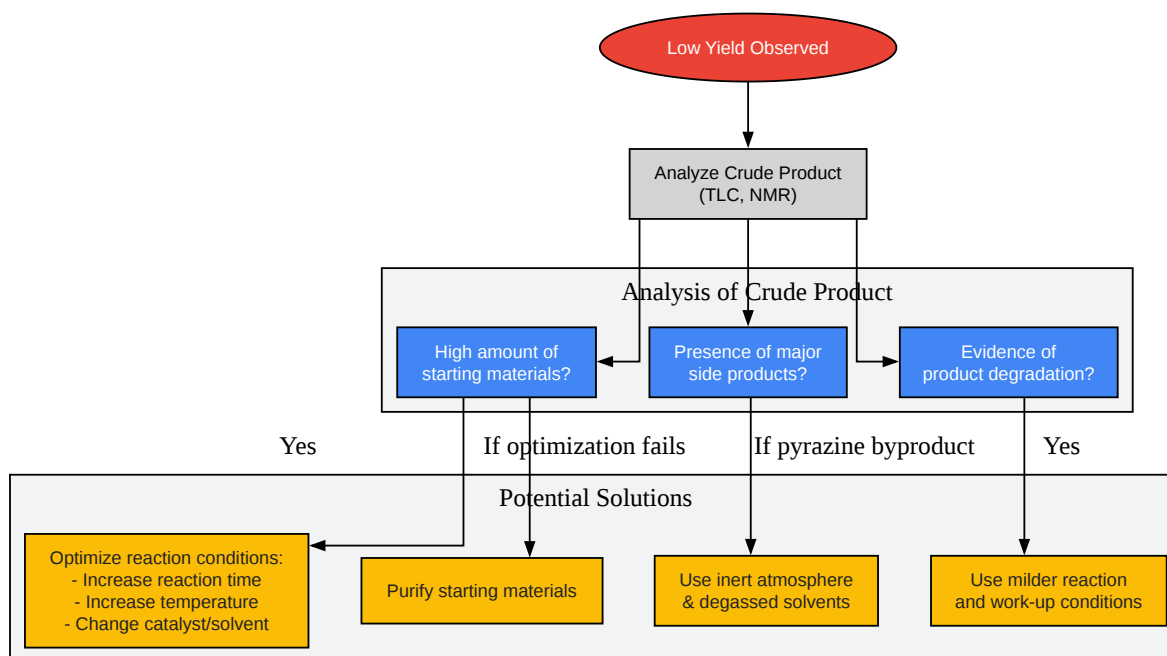 Low Yield Observed
Analyze Crude Product
(TLC, NMR)
Analysis of Crude Product
High amount of
starting materials?
Presence of major
side products?
Evidence of
product degradation?
Yes
If optimization fails
If pyrazine byproduct
Yes
Potential Solutions
Optimize reaction conditions:
- Increase reaction time
- Increase temperature
- Change catalyst/solvent
Purify starting materials
Use inert atmosphere
& degassed solvents
Use milder reaction
and work-up conditions